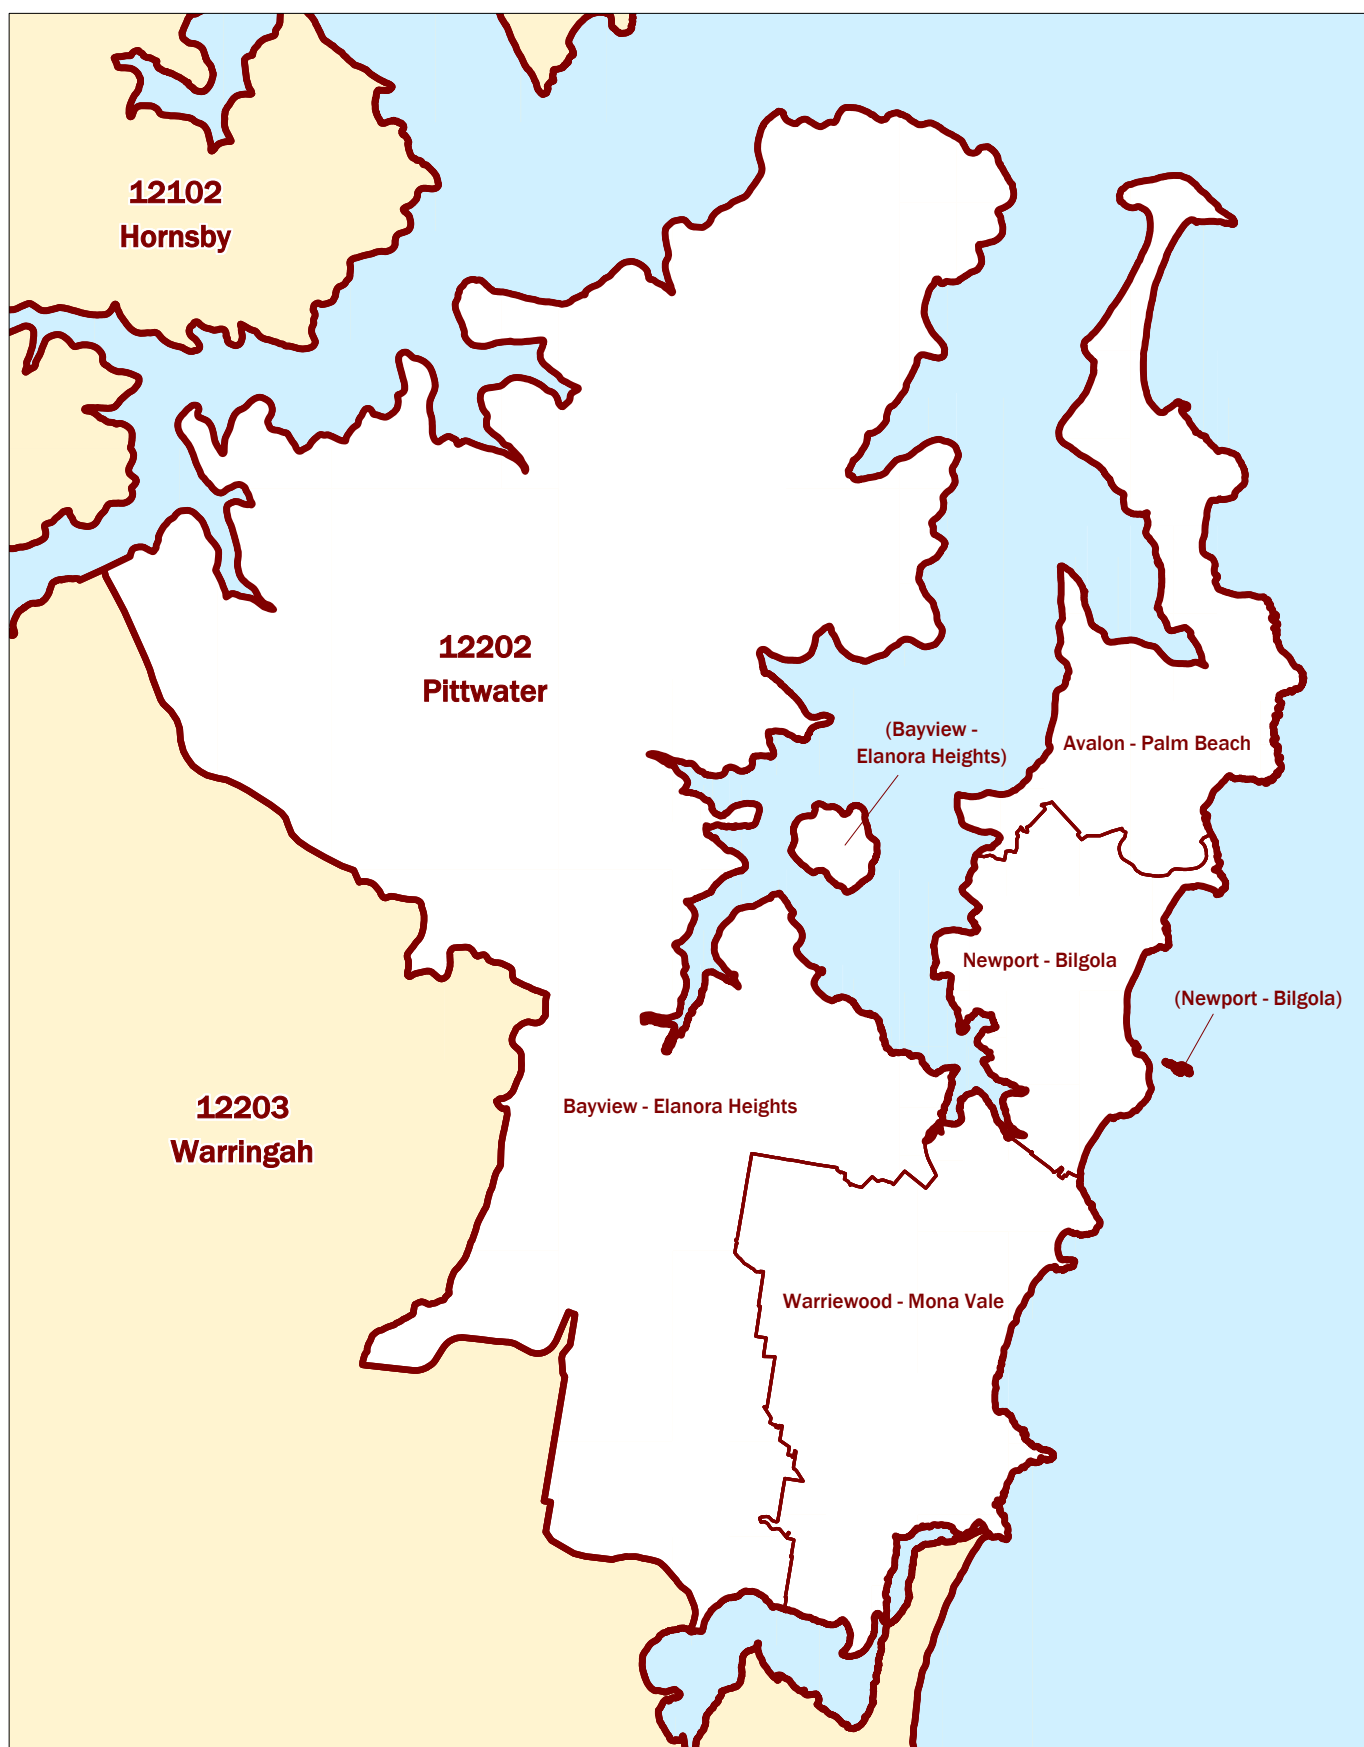 12102
Hornsby
12202
Pittwater
(Bayview -
Elanora Heights)
Avalon - Palm Beach
Newport - Bilgola
(Newport - Bilgola)
12203
Warringah
Bayview - Elanora Heights
Warriewood - Mona Vale